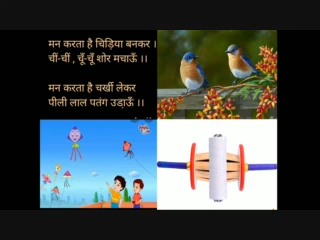 मन करता है चिड़िया बनकर ।
चीं-चीं , चूँ-चूँ शोर मचाऊँ ।।
मन करता है चर्खी लेकर
पीली लाल पतंग उड़ाऊँ ।।